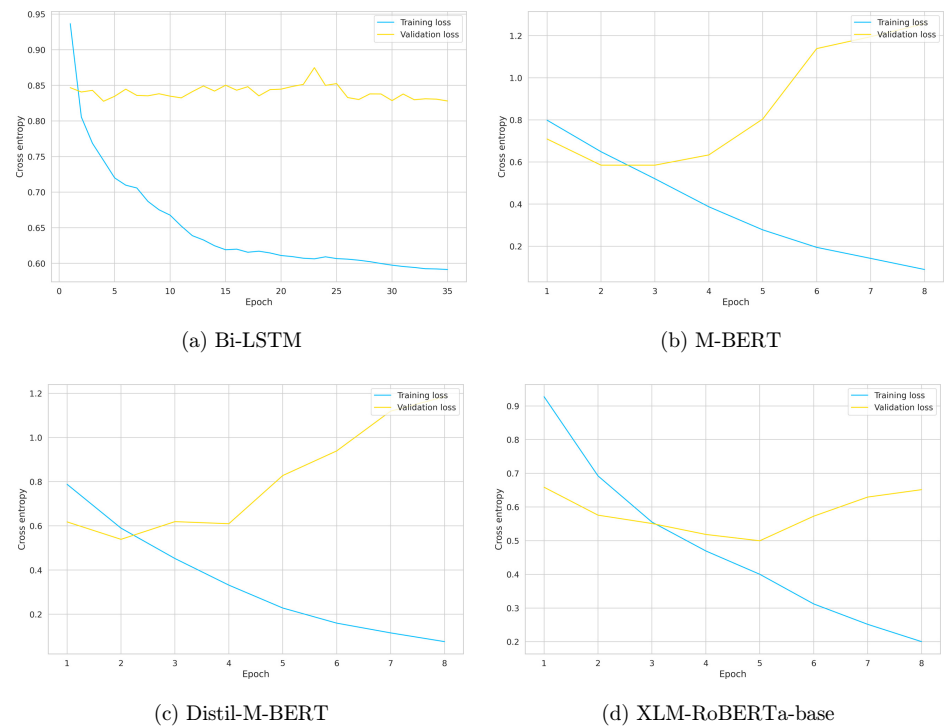 0.95
0.90
0.85
0.80
0.75
0.70
0.65
0.60
Cross entropy
0 5 10 15 20 25 30 35
Epoch
Training loss
Validation loss
(a) Bi-LSTM
1.2
1.0
0.8
0.6
0.4
0.2
Cross entropy
1 2 3 4 5 6 7 8
Epoch
Training loss
Validation loss
(b) M-BERT
1.2
1.0
0.8
0.6
0.4
0.2
Cross entropy
1 2 3 4 5 6 7 8
Epoch
Training loss
Validation loss
(c) Distil-M-BERT
0.9
0.8
0.7
0.6
0.5
0.4
0.3
0.2
Cross entropy
1 2 3 4 5 6 7 8
Epoch
Training loss
Validation loss
(d) XLM-RoBERTa-base